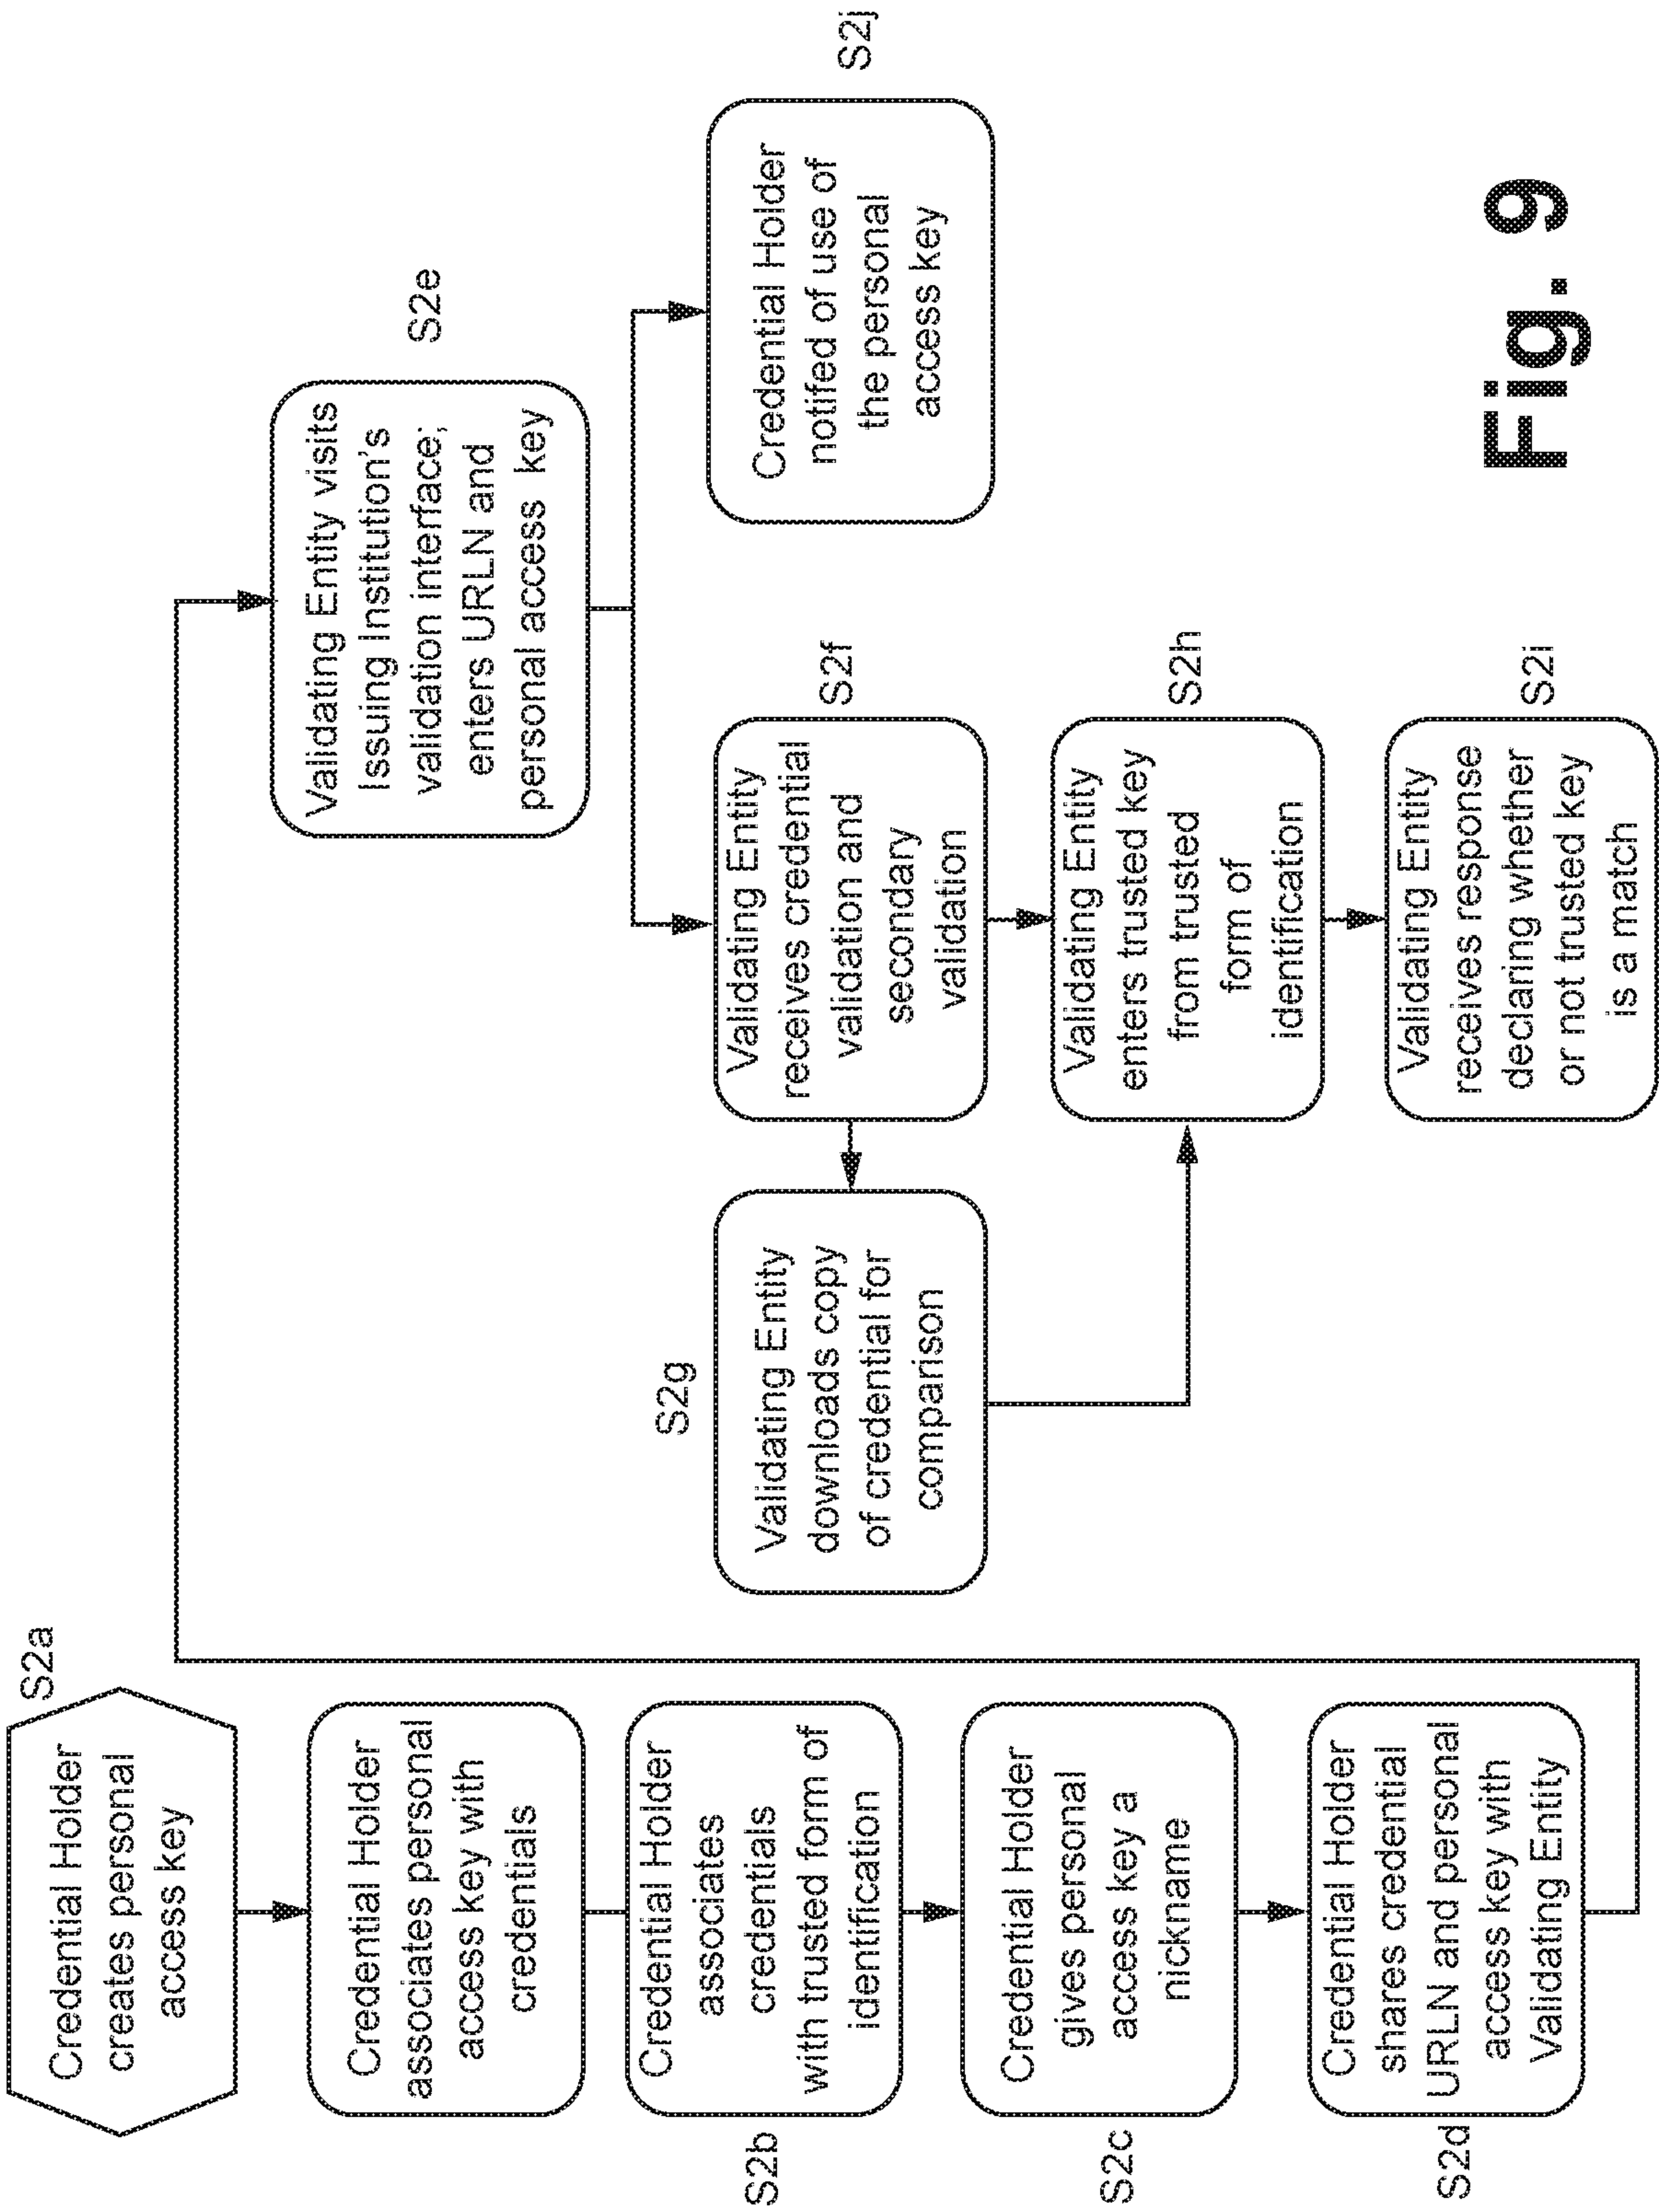 S2a
Credential Holder
creates personal
access key
Credential Holder
associates personal
access key with
credentials
S2b
Credential Holder
associates
credentials
with trusted form of
identification
S2c
Credential Holder
gives personal
access key a
nickname
S2d
Credential Holder
shares credential
URLN and personal
access key with
Validating Entity
S2e
Validating Entity visits
Issuing Institution's
validation interface;
enters URLN and
personal access key
S2f
Validating Entity
receives credential
validation and
secondary
validation
S2g
Validating Entity
downloads copy
of credential for
comparison
S2h
Validating Entity
enters trusted key
from trusted
form of
identification
S2i
Validating Entity
receives response
declaring whether
or not trusted key
is a match
S2j
Credential Holder
notifed of use of
the personal
access key
Fig. 9